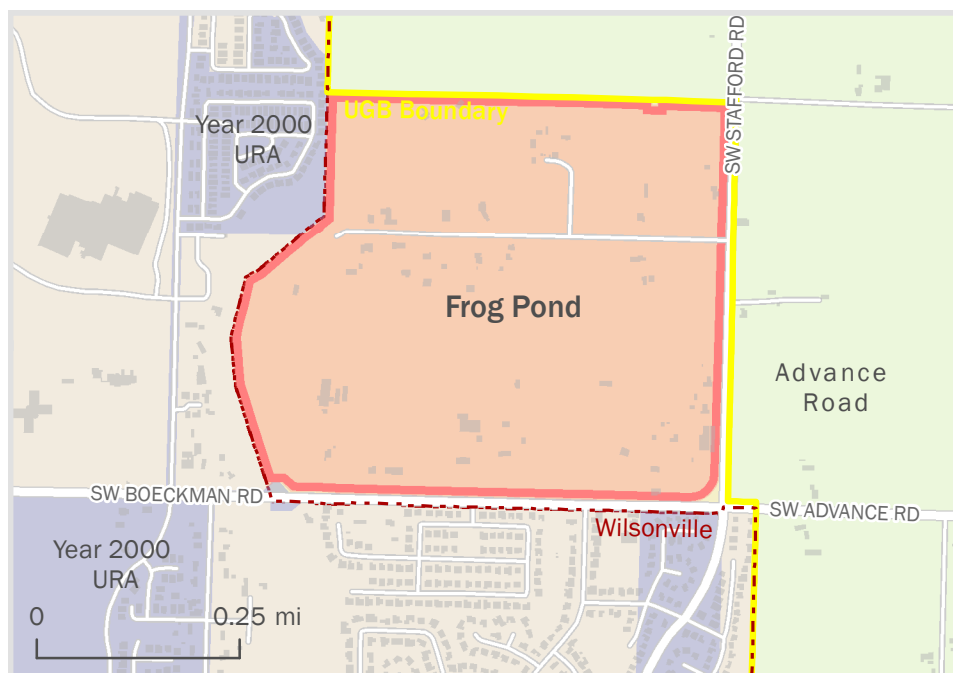 UGB Boundary
SW STAFFORD RD
Year 2000
URA
Frog Pond
Advance
Road
SW BOECKMAN RD
SW ADVANCE RD
Wilsonville
Year 2000
URA
0 0.25 mi